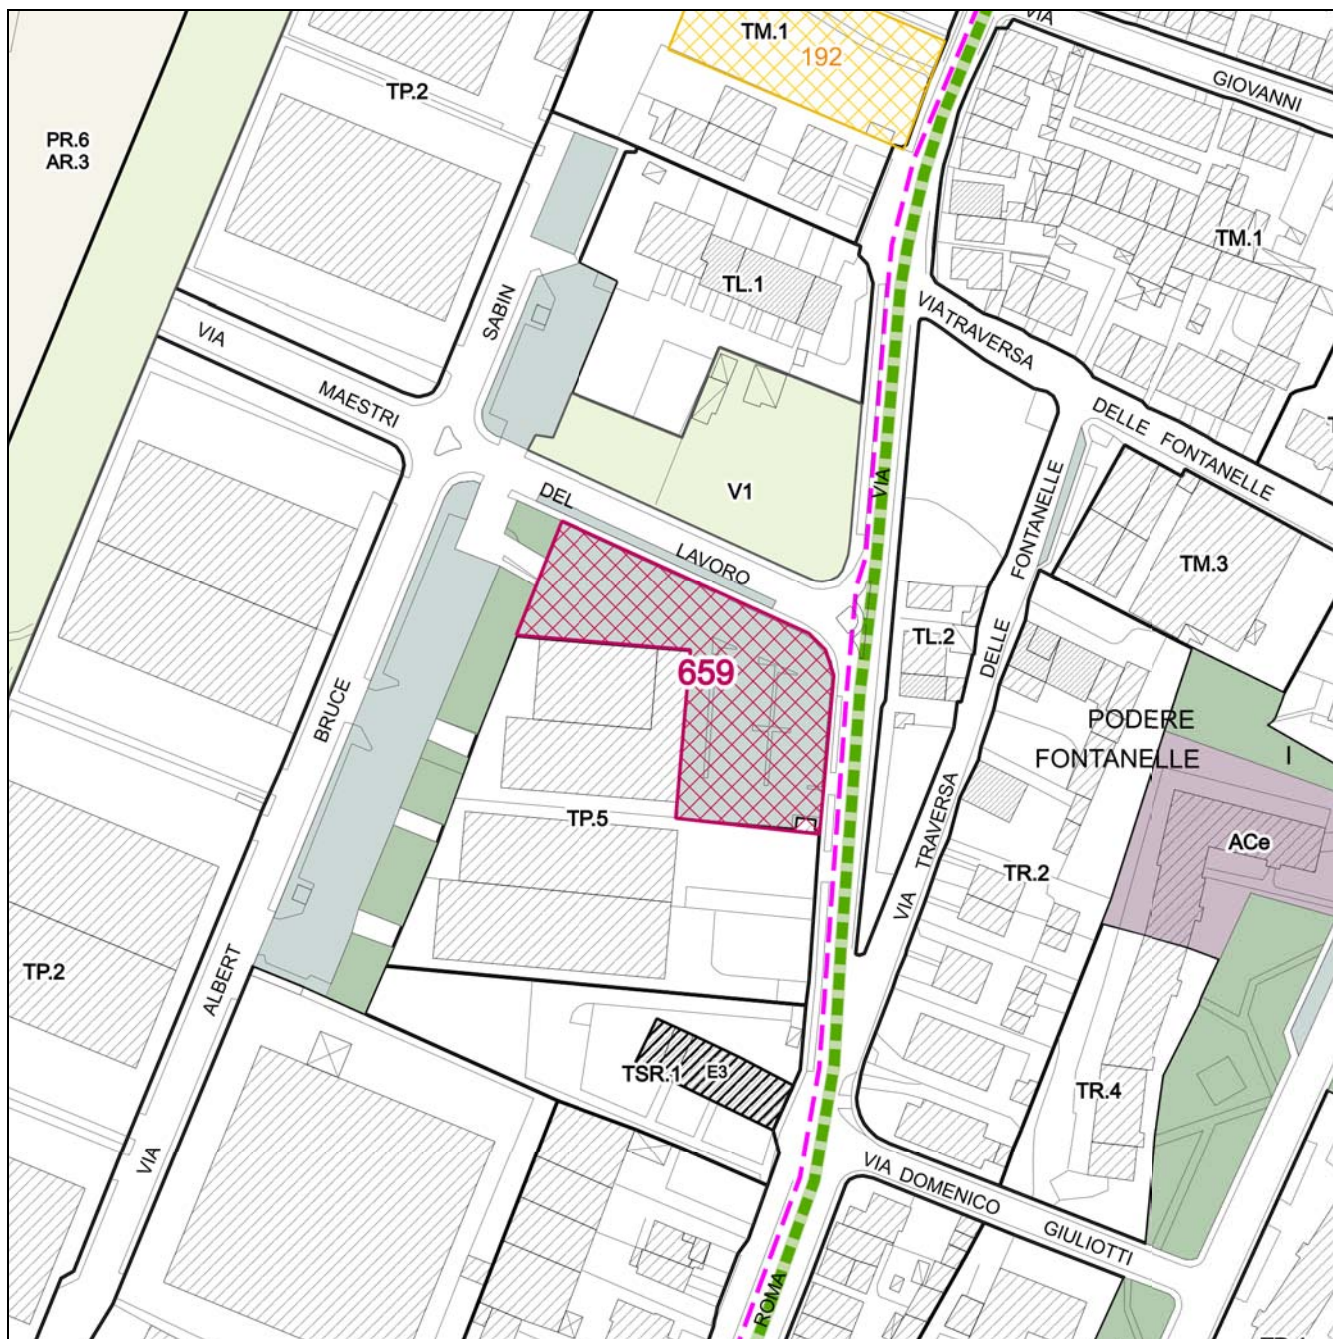 VIA
TM.1
192
GIOVANNI
TP.2
PR.6
AR.3
TM.1
TL.1
SABIN
VIA TRAVERSA
VIA
MAESTRI
DELLE FONTANELLE
V1
VIA
DEL
LAVORO
FONTANELLE
TM.3
TL.2
DELLE
659
BRUCE
PODERE
FONTANELLE
I
TP.5
VIA TRAVERSA
TR.2
ACe
TP.2
ALBERT
TSR.1
E3
TR.4
VIA
VIA DOMENICO
GIULIOTTI
ROMA